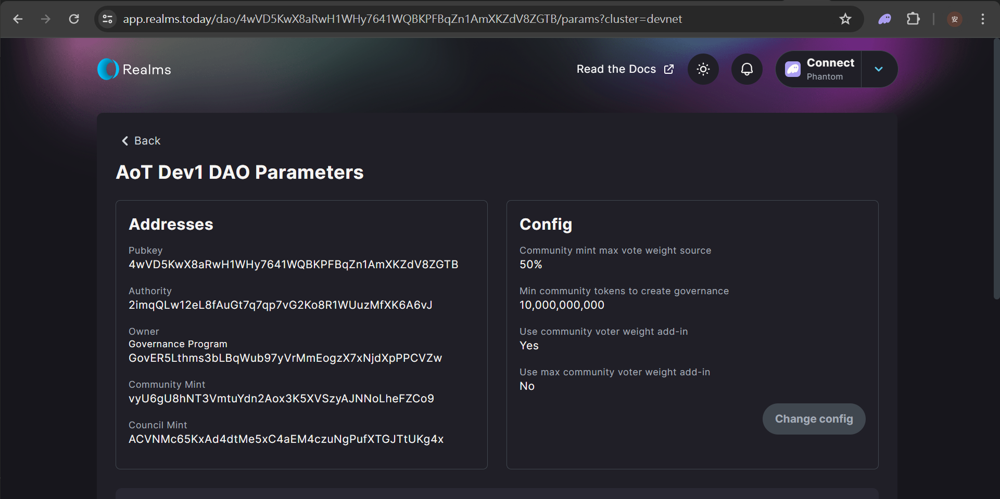 app.realms.today/dao/4wVD5KwX8aRwH1WHy7641WQBKPFBqZn1AmXKZdV8ZGTB/params?cluster=devnet
安
Realms
Read the Docs
Connect
Phantom
Back
AoT Dev1 DAO Parameters
Addresses
Pubkey
4wVD5KwX8aRwH1WHy7641WQBKPFBqZn1AmXKZdV8ZGTB
Authority
2imqQLw12eL8fAuGt7q7qp7vG2Ko8R1WUuzMfXK6A6vJ
Owner
Governance Program
GovER5Lthms3bLBqWub97yVrMmEogzX7xNjdXpPPCVZw
Community Mint
vyU6gU8hNT3VmtuYdn2Aox3K5XVSzyAJNNoLheFZCo9
Council Mint
ACVNMc65KxAd4dtMe5xC4aEM4czuNgPufXTGJTtUKg4x
Config
Community mint max vote weight source
50%
Min community tokens to create governance
10,000,000,000
Use community voter weight add-in
Yes
Use max community voter weight add-in
No
Change config